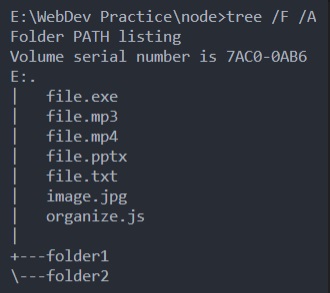 E:\WebDev Practice\node>tree /F /A
Folder PATH listing
Volume serial number is 7AC0-0AB6
E:.
|   file.exe
|   file.mp3
|   file.mp4
|   file.pptx
|   file.txt
|   image.jpg
|   organize.js
|
+---folder1
\---folder2